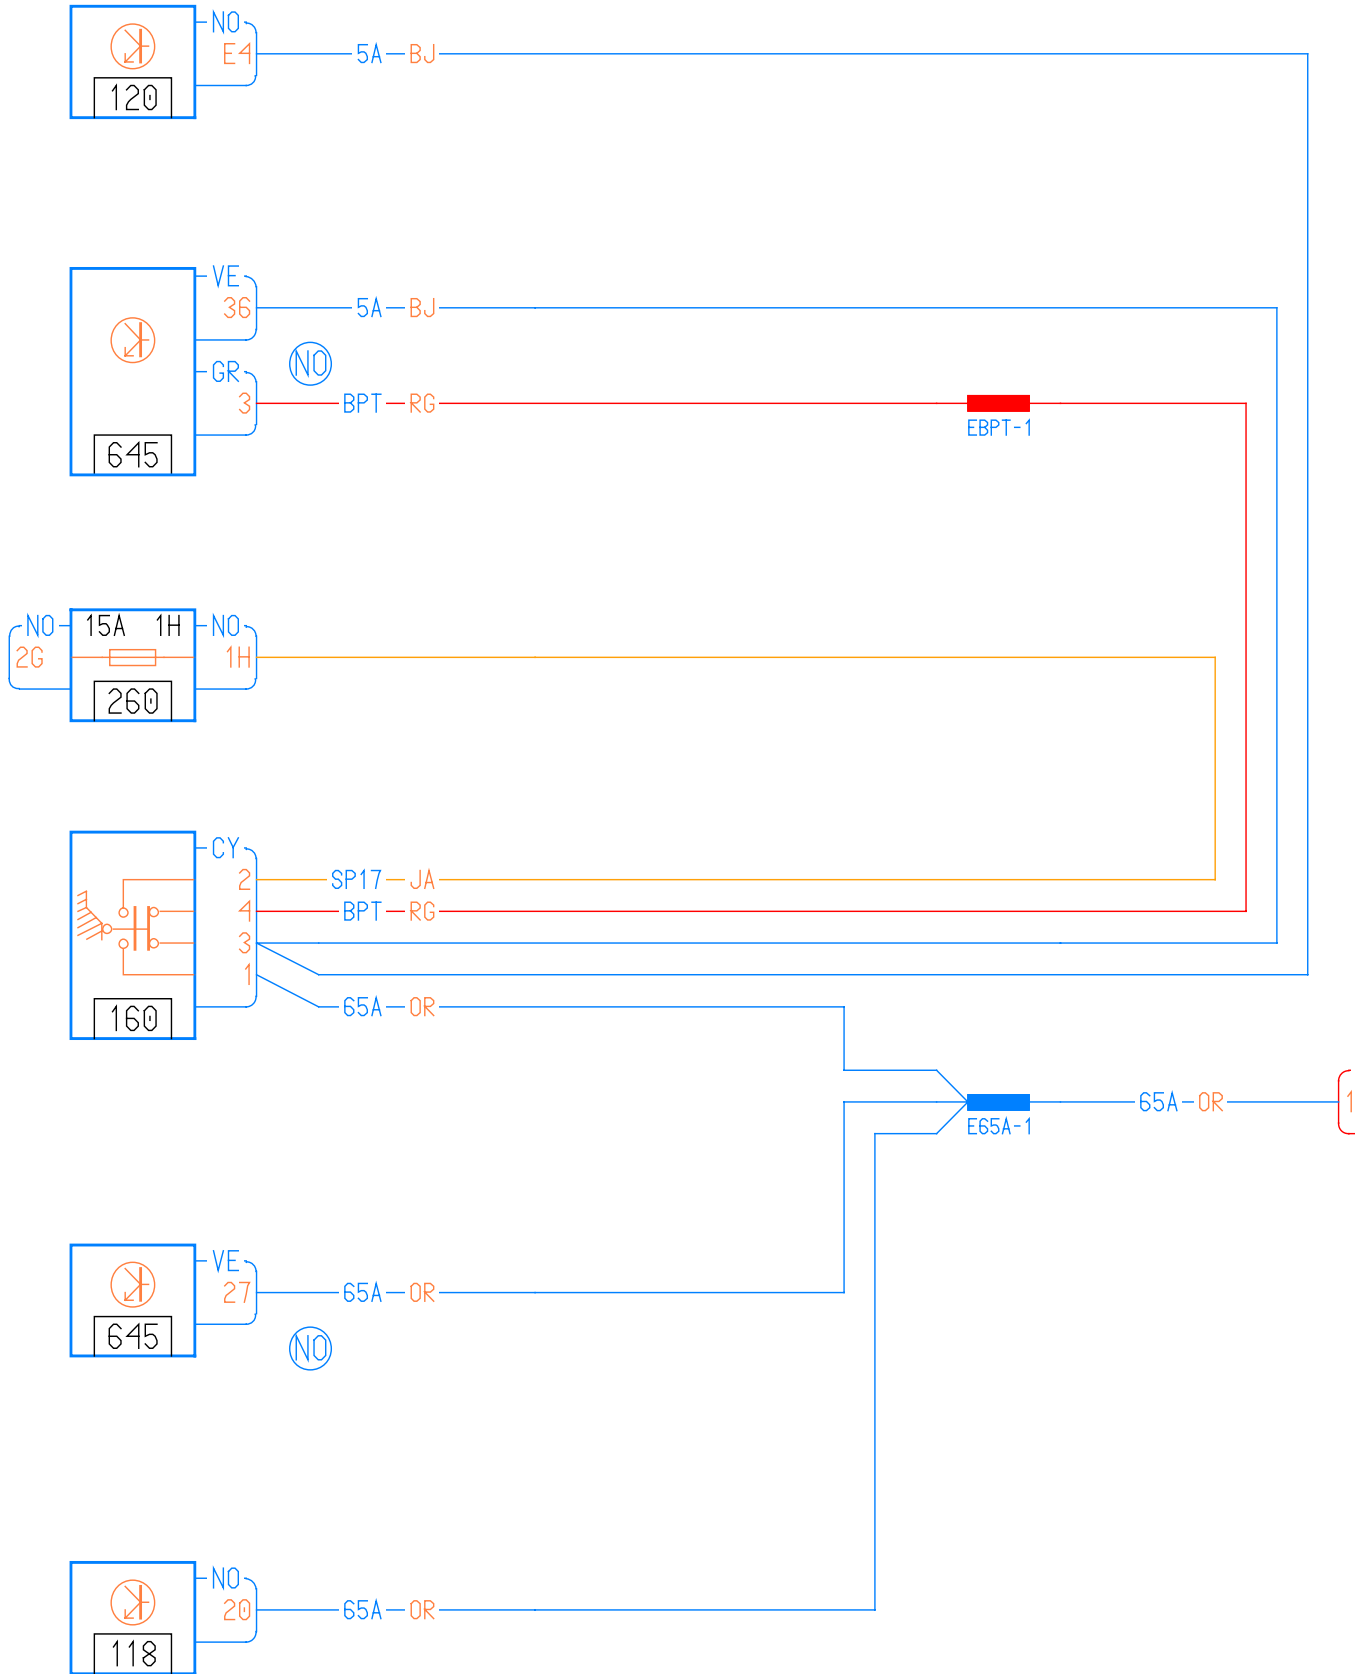 NO
E4 5A BJ
120
VE
36 5A BJ
NO
GR
3 BPT RG
EBPT-1
645
NO 15A 1H NO
2G 1H
260
CY
2 SP17 JA
4 BPT RG
3
1
65A OR
160
65A OR 1
E65A-1
VE
27 65A OR
645
NO
NO
20 65A OR
118